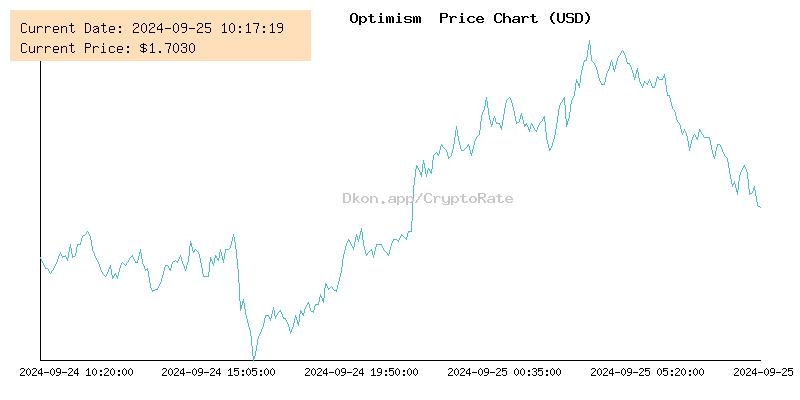 Optimism Price Chart (USD)
Current Date: 2024-09-25 10:17:19
Current Price: $1.7030
Dkon.app/CryptoRate
2024-09-24 10:20:00 2024-09-24 15:05:00 2024-09-24 19:50:00 2024-09-25 00:35:00 2024-09-25 05:20:00 2024-09-25